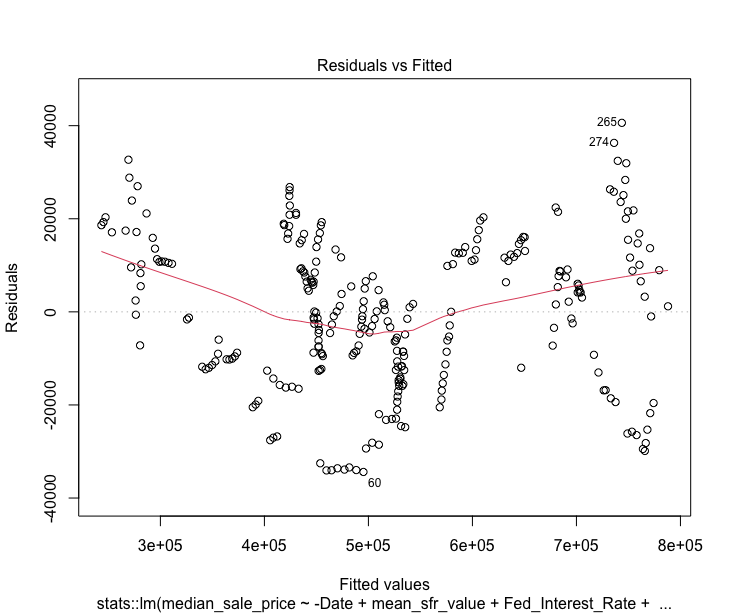 Residuals vs Fitted
Residuals
40000
20000
0
-20000
-40000
265
274
60
3e+05 4e+05 5e+05 6e+05 7e+05 8e+05
Fitted values
stats::lm(median_sale_price ~ -Date + mean_sfr_value + Fed_Interest_Rate + ...